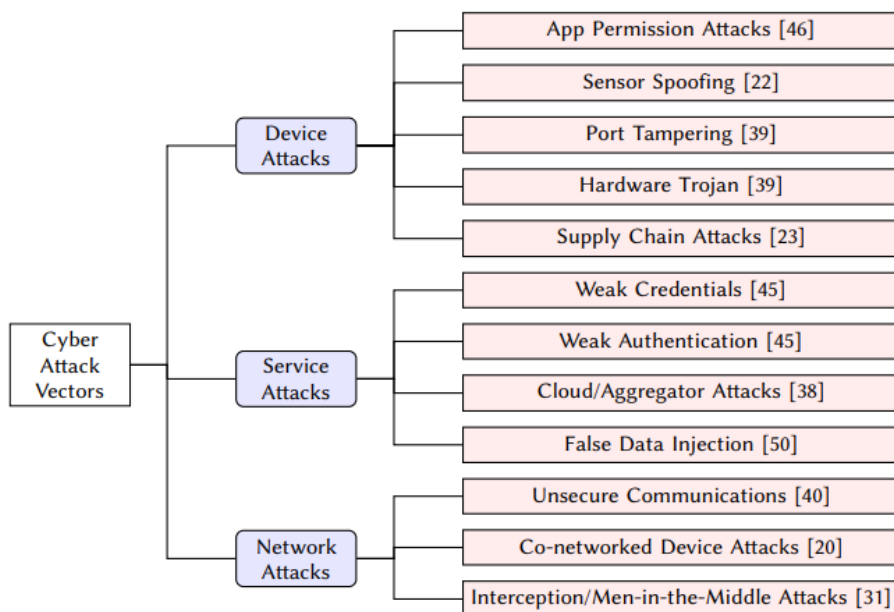 App Permission Attacks [46]
Sensor Spoofing [22]
Device
Attacks
Port Tampering [39]
Hardware Trojan [39]
Supply Chain Attacks [23]
Weak Credentials [45]
Cyber
Attack
Vectors
Weak Authentication [45]
Service
Attacks
Cloud/Aggregator Attacks [38]
False Data Injection [50]
Unsecure Communications [40]
Network
Attacks
Co-networked Device Attacks [20]
Interception/Men-in-the-Middle Attacks [31]